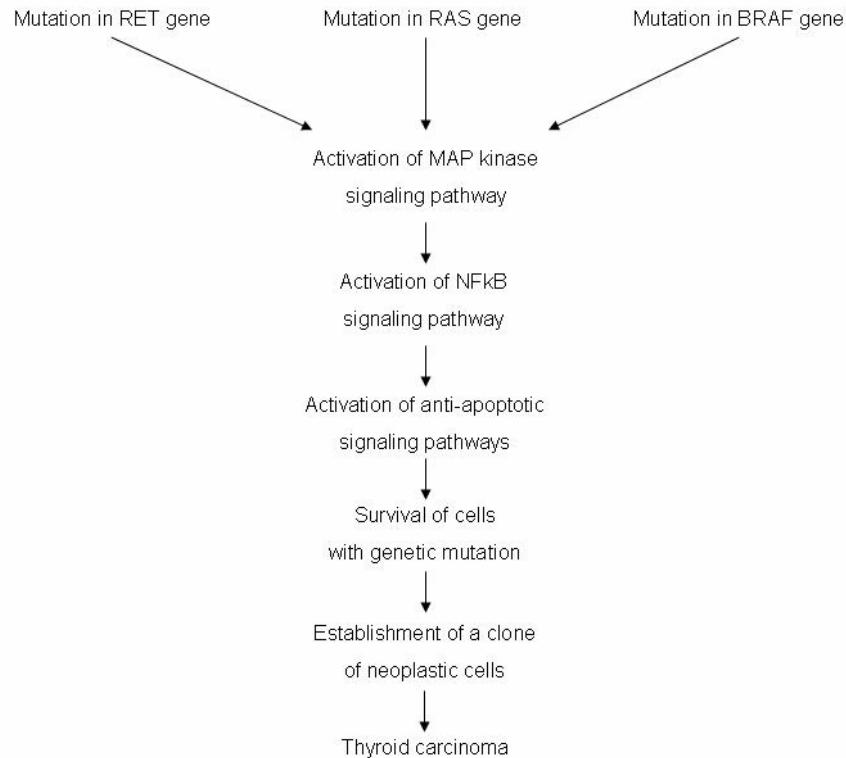 Mutation in RET gene
Mutation in RAS gene
Mutation in BRAF gene
Activation of MAP kinase
signaling pathway
Activation of NFkB
signaling pathway
Activation of anti-apoptotic
signaling pathways
Survival of cells
with genetic mutation
Establishment of a clone
of neoplastic cells
Thyroid carcinoma